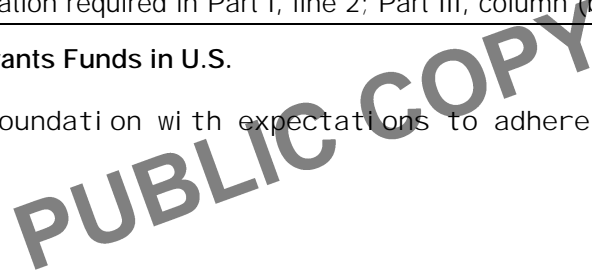 ation required in Part I, line 2; Part III, column (b
ants Funds in U.S.
oundation with expectations to adhere
PUBLIC COPY